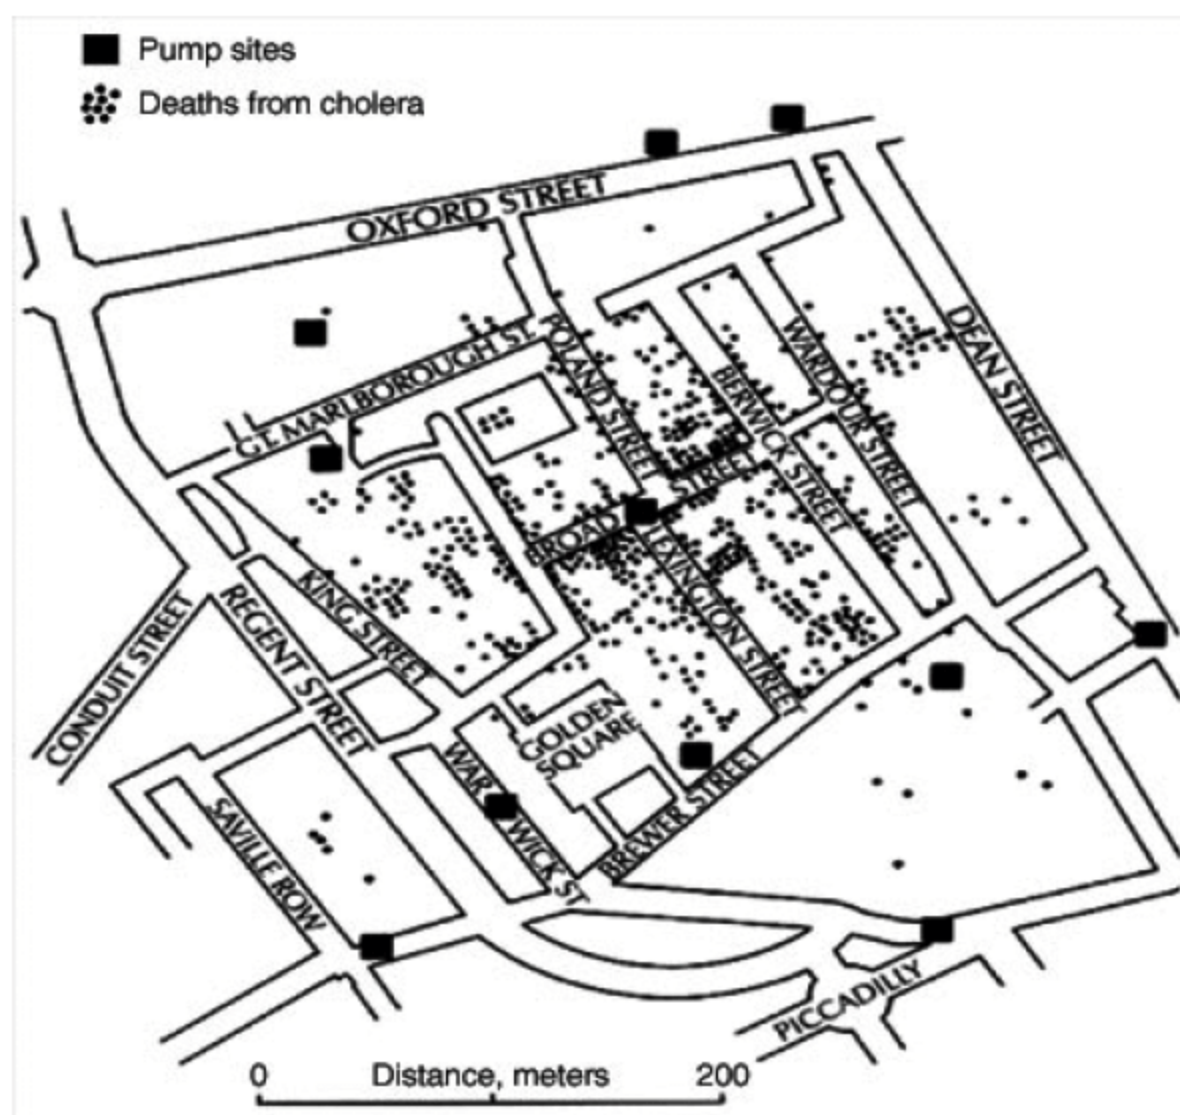 Pump sites
Deaths from cholera
OXFORD STREET
GT. MARLBOROUGH ST.
POLAND STREET
BERWICK STREET
WARDOUR STREET
DEAN STREET
BROAD STREET
LEXINGTON STREET
KING STREET
REGENT STREET
CONDUIT STREET
GOLDEN
SQUARE
WARWICK ST
BREWER STREET
SAVILLE ROW
PICCADILLY
0 Distance, meters 200